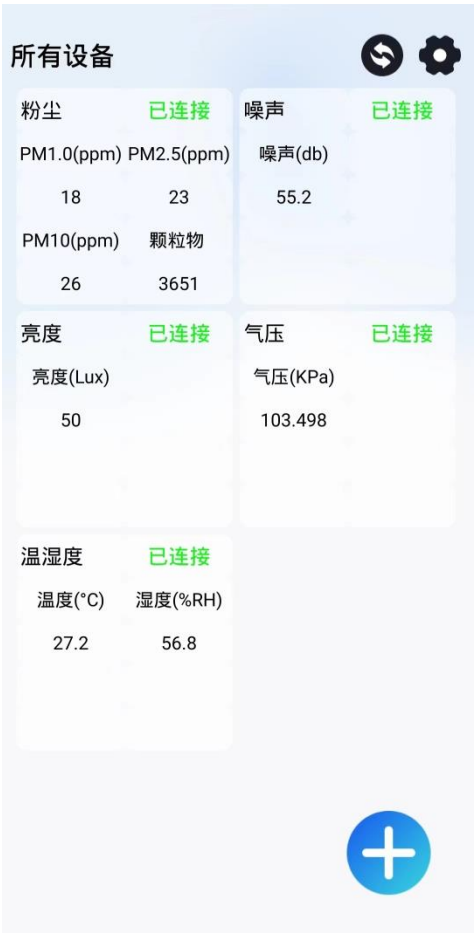 所有设备
粉尘 已连接
PM1.0(ppm) PM2.5(ppm)
18 23
PM10(ppm) 颗粒物
26 3651
噪声 已连接
噪声(db)
55.2
亮度 已连接
亮度(Lux)
50
气压 已连接
气压(KPa)
103.498
温湿度 已连接
温度(°C) 湿度(%RH)
27.2 56.8